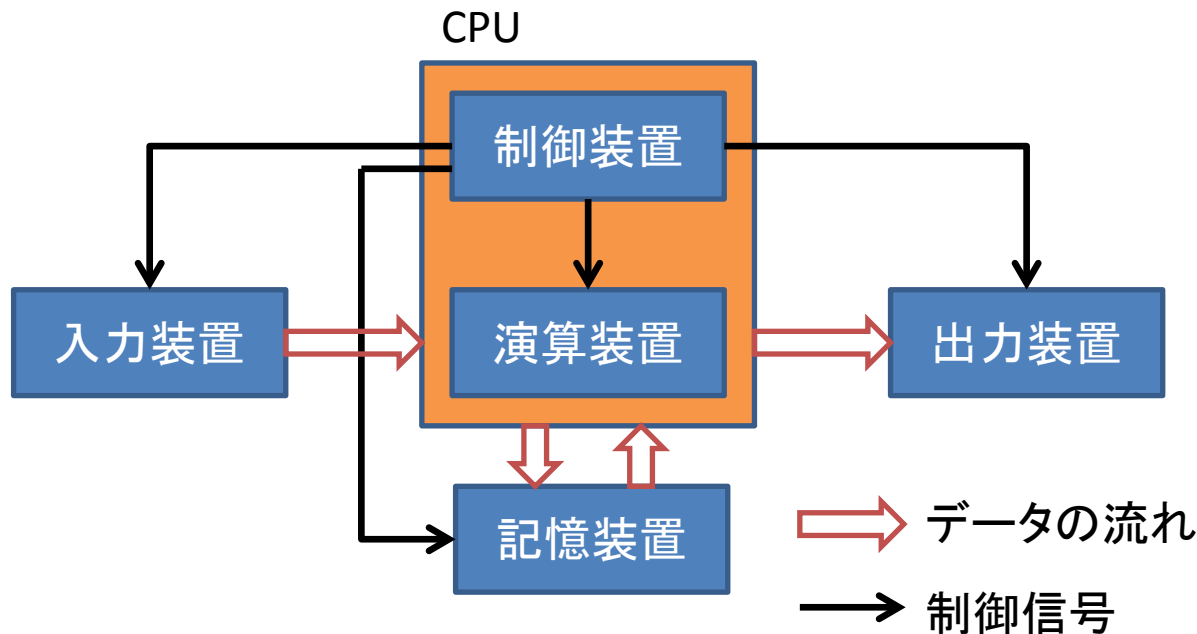 CPU
制御装置
入力装置
演算装置
出力装置
記憶装置
データの流れ
制御信号